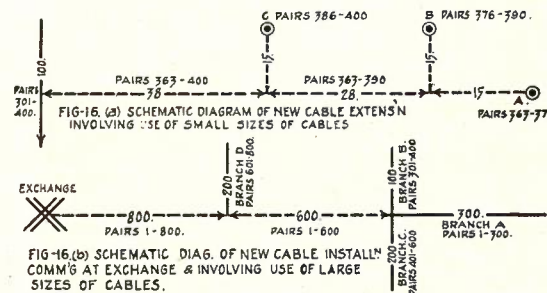 C PAIRS 386-400
B PAIRS 376-390.
100.
15.
15.
PAIRS 363-400
PAIRS 363-390
38
28.
15
A.
PAIRS
301-
400.
PAIRS 363-37
FIG-16. (a) SCHEMATIC DIAGRAM OF NEW CABLE EXTENS'N
INVOLVING USE OF SMALL SIZES OF CABLES
EXCHANGE
200
BRANCH D.
PAIRS 601-800.
100
BRANCH B.
PAIRS 301-400
800
600
300.
PAIRS 1-800.
PAIRS 1-600
BRANCH A
PAIRS 1-300.
200
BRANCH.C.
PAIRS 401-600
FIG-16.(b) SCHEMATIC DIAG. OF NEW CABLE INSTALL'N
COMM'G AT EXCHANGE & INVOLVING USE OF LARGE
SIZES OF CABLES.